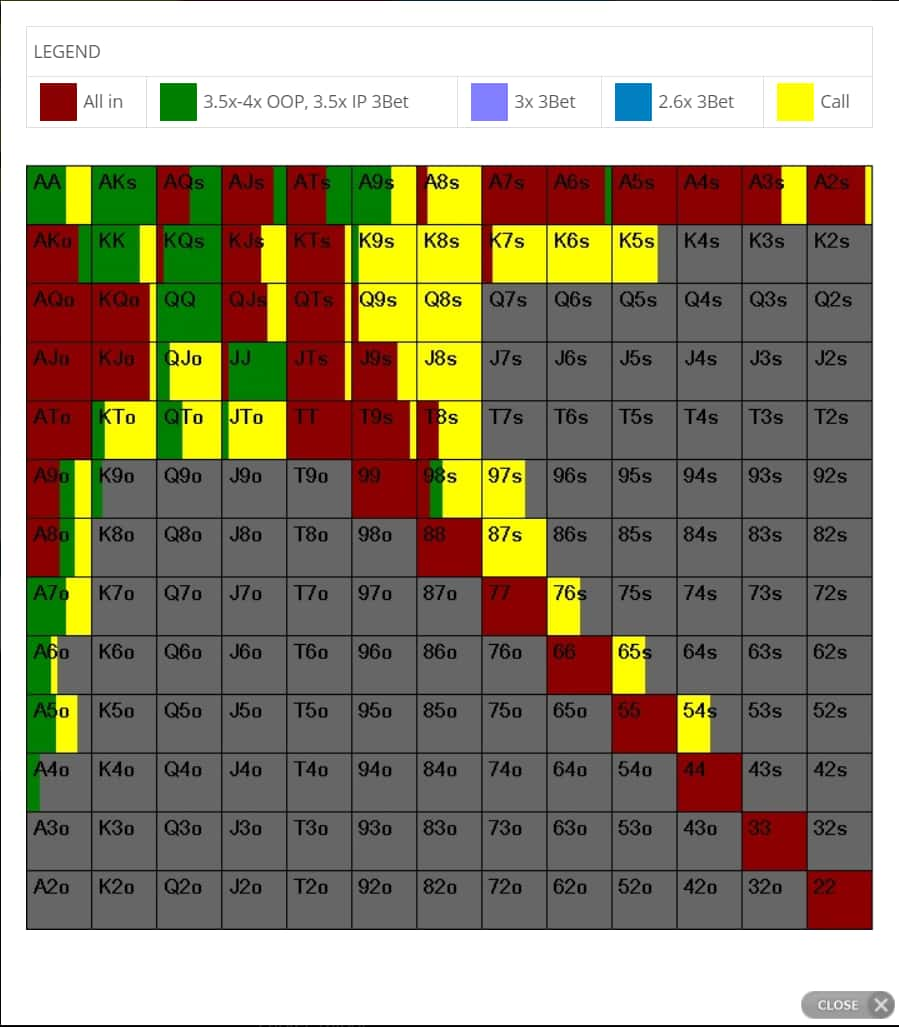 LEGEND
All in 3.5x-4x OOP, 3.5x IP 3Bet 3x 3Bet 2.6x 3Bet Call
AA AKs AQs AJs ATs A9s A8s A7s A6s A5s A4s A3s A2s
AKo KK KQs KJs KTs K9s K8s K7s K6s K5s K4s K3s K2s
AQo KQo QQ QJs QTs Q9s Q8s Q7s Q6s Q5s Q4s Q3s Q2s
AJo KJo QJo JJ JTs J9s J8s J7s J6s J5s J4s J3s J2s
ATo KTo QTo JTo TT T9s T8s T7s T6s T5s T4s T3s T2s
A9o K9o Q9o J9o T9o 99 98s 97s 96s 95s 94s 93s 92s
A8o K8o Q8o J8o T8o 98o 88 87s 86s 85s 84s 83s 82s
A7o K7o Q7o J7o T7o 97o 87o 77 76s 75s 74s 73s 72s
A6o K6o Q6o J6o T6o 96o 86o 76o 66 65s 64s 63s 62s
A5o K5o Q5o J5o T5o 95o 85o 75o 65o 55 54s 53s 52s
A4o K4o Q4o J4o T4o 94o 84o 74o 64o 54o 44 43s 42s
A3o K3o Q3o J3o T3o 93o 83o 73o 63o 53o 43o 33 32s
A2o K2o Q2o J2o T2o 92o 82o 72o 62o 52o 42o 32o 22
CLOSE